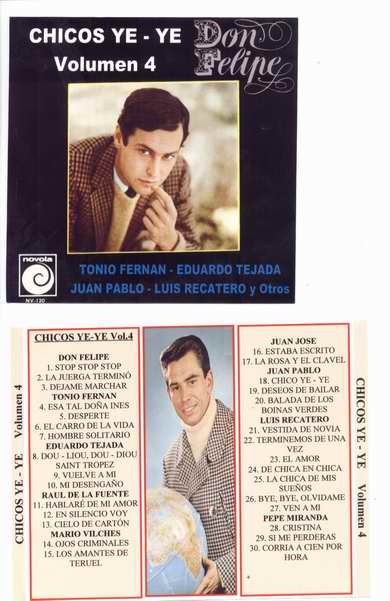 CHICOS YE - YE
Volumen 4
Don
Felipe
novola
NV-120
TONIO FERNAN - EDUARDO TEJADA
JUAN PABLO - LUIS RECATERO y Otros
CHICOS YE - YE Volumen 4
CHICOS YE-YE Vol.4
DON FELIPE
1. STOP STOP STOP
2. LA JUERGA TERMINÓ
3. DEJAME MARCHAR
TONIO FERNAN
4. ESA TAL DOÑA INES
5. DESPERTE
6. EL CARRO DE LA VIDA
7. HOMBRE SOLITARIO
EDUARDO TEJADA
8. DOU - LIOU, DOU - DIOU
SAINT TROPEZ
9. VUELVE A MI
10. MI DESENGAÑO
RAUL DE LA FUENTE
11. HABLARÉ DE MI AMOR
12. EN SILENCIO VOY
13. CIELO DE CARTÓN
MARIO VILCHES
14. OJOS CRIMINALES
15. LOS AMANTES DE
TERUEL
JUAN JOSE
16. ESTABA ESCRITO
17. LA ROSA Y EL CLAVEL
JUAN PABLO
18. CHICO YE - YE
19. DESEOS DE BAILAR
20. BALADA DE LOS
BOINAS VERDES
LUIS RECATERO
21. VESTIDA DE NOVIA
22. TERMINEMOS DE UNA
VEZ
23. EL AMOR
24. DE CHICA EN CHICA
25. LA CHICA DE MIS
SUEÑOS
26. BYE, BYE, OLVIDAME
27. VEN A MI
PEPE MIRANDA
28. CRISTINA
29. SI ME PERDERAS
30. CORRIA A CIEN POR
HORA
CHICOS YE - YE Volumen 4